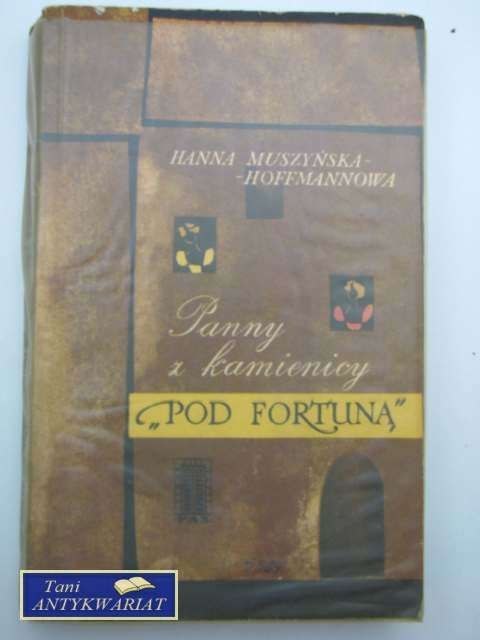 HANNA MUSZYŃSKA-
-HOFFMANNOWA
Panny
z kamienicy
„POD FORTUNĄ”
Tani
ANTYKWARIAT